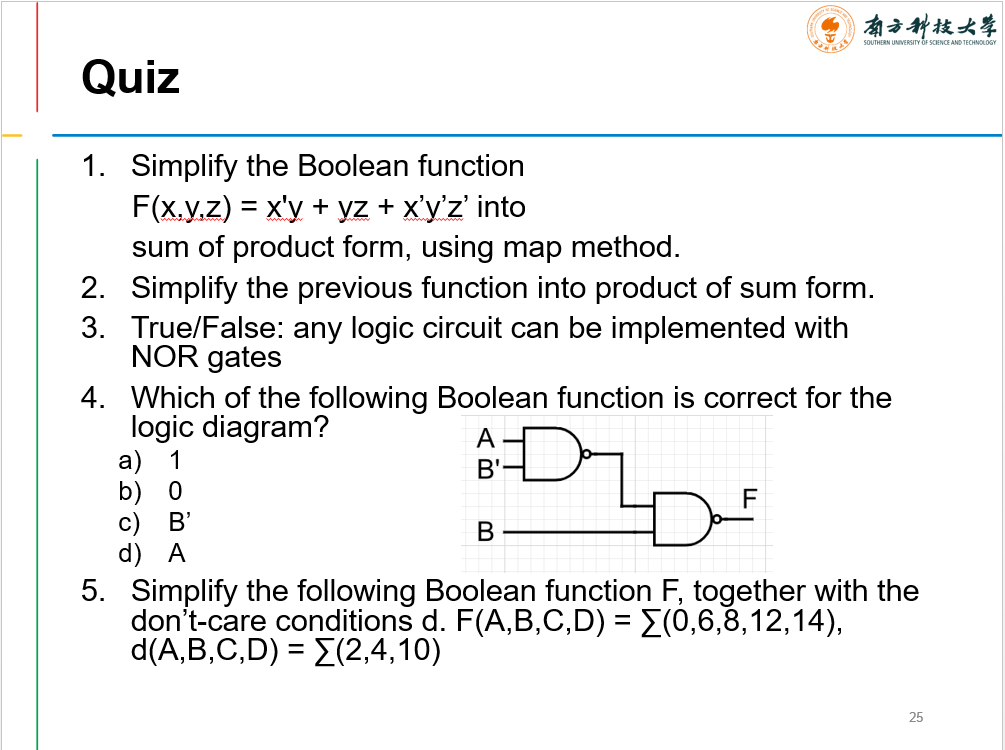 南方科技大学
SOUTHERN UNIVERSITY OF SCIENCE AND TECHNOLOGY
Quiz
1. Simplify the Boolean function
F(x,y,z) = x'y + yz + x’y’z’ into
sum of product form, using map method.
2. Simplify the previous function into product of sum form.
3. True/False: any logic circuit can be implemented with
NOR gates
4. Which of the following Boolean function is correct for the
logic diagram?
a) 1
b) 0
c) B’
d) A
A
B'
B
F
5. Simplify the following Boolean function F, together with the
don’t-care conditions d. F(A,B,C,D) = ∑(0,6,8,12,14),
d(A,B,C,D) = ∑(2,4,10)
25